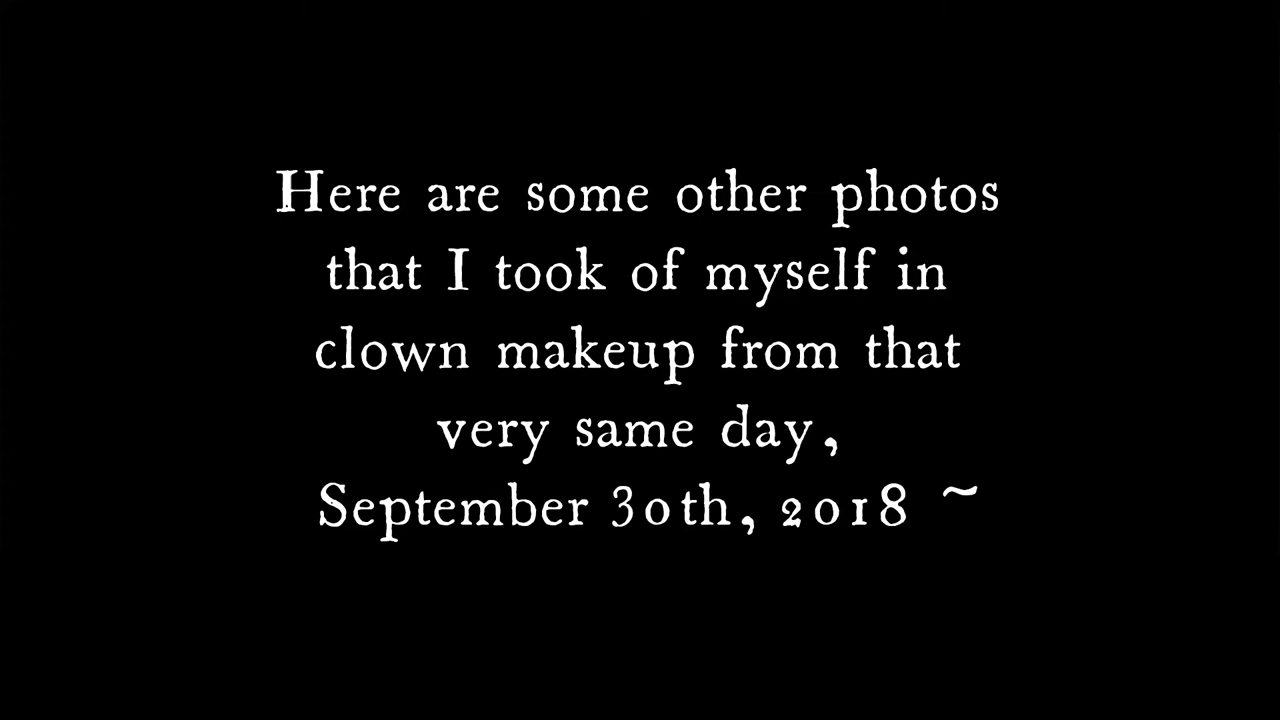 Here are some other photos
that I took of myself in
clown makeup from that
very same day,
September 30th, 2018 ~